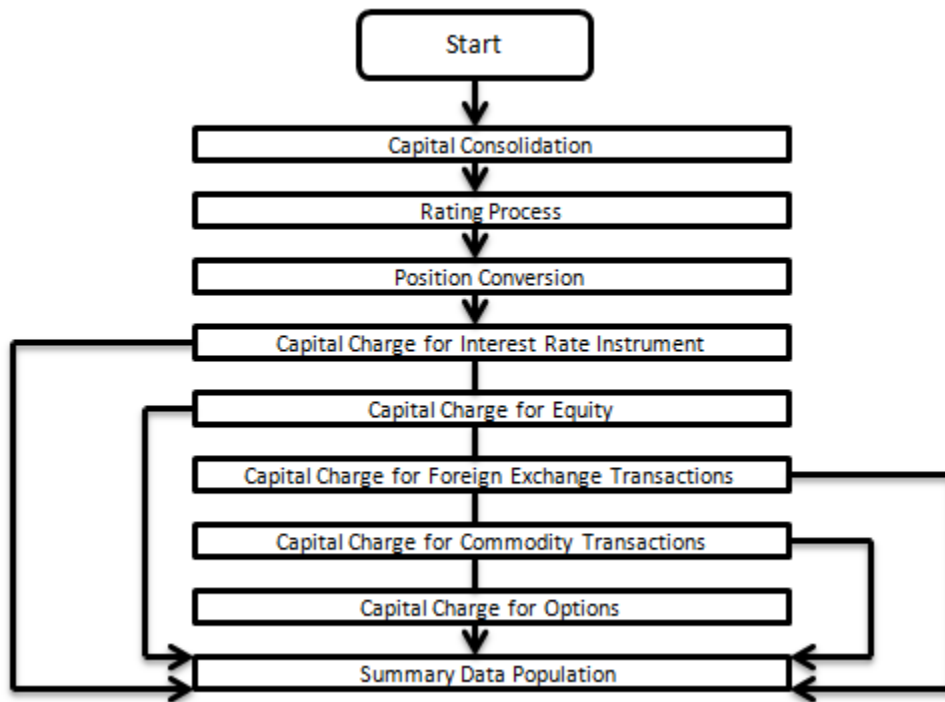 Start
Capital Consolidation
Rating Process
Position Conversion
Capital Charge for Interest Rate Instrument
Capital Charge for Equity
Capital Charge for Foreign Exchange Transactions
Capital Charge for Commodity Transactions
Capital Charge for Options
Summary Data Population